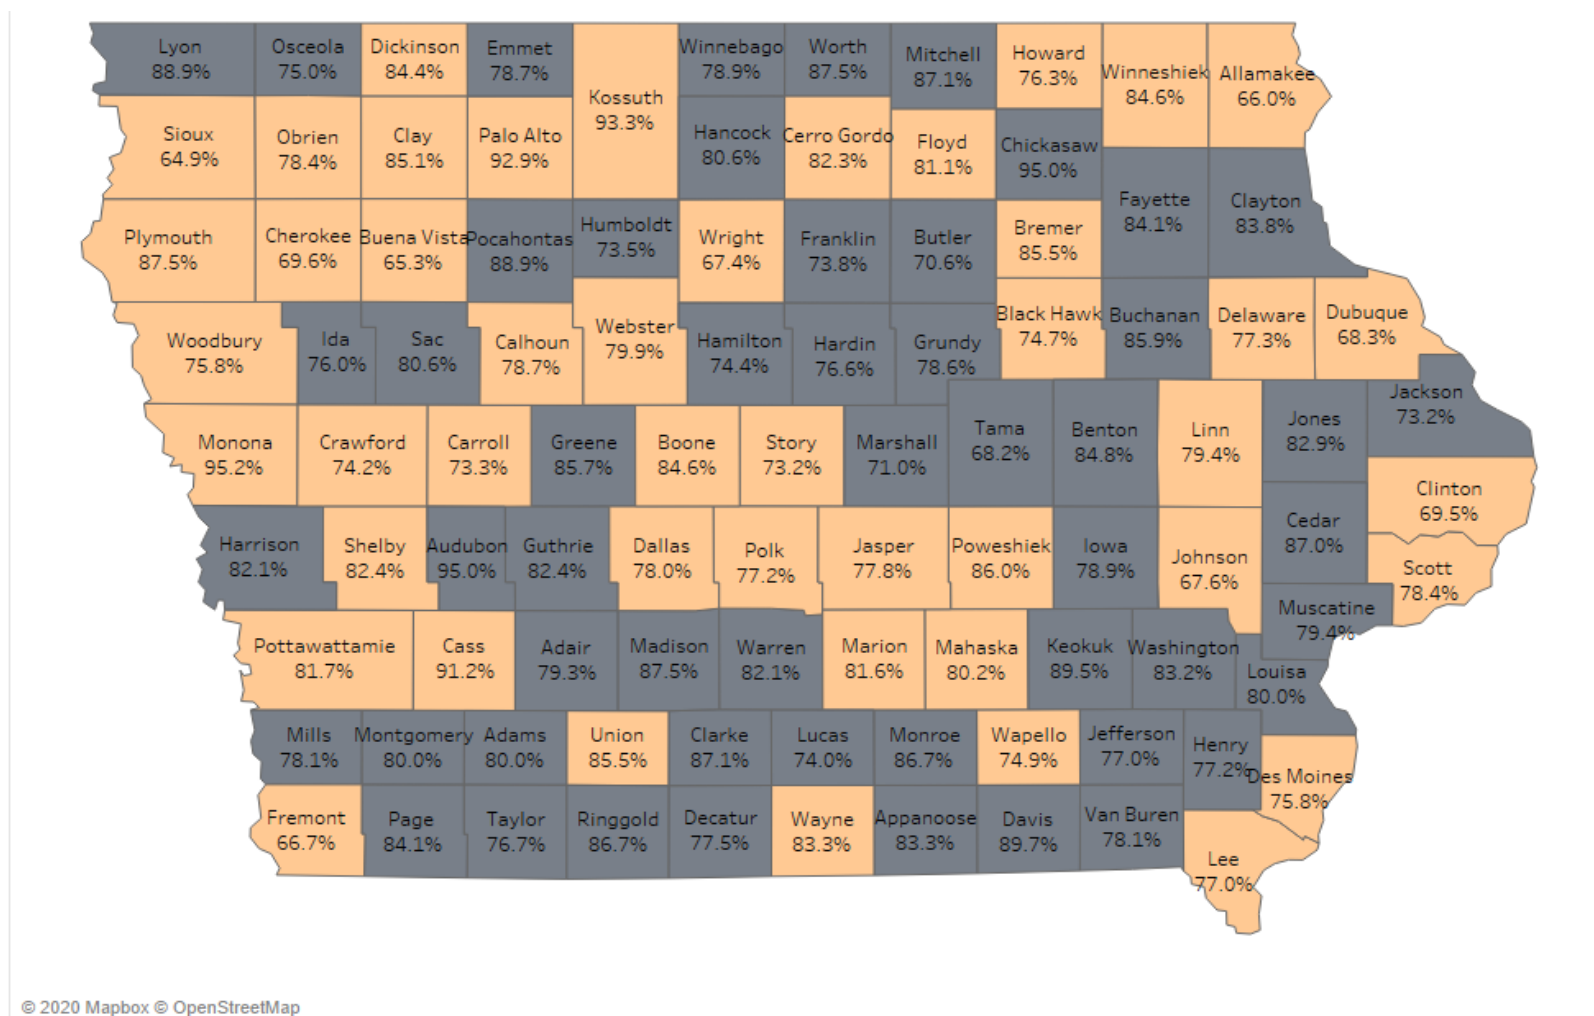 Lyon
88.9%
Osceola
75.0%
Dickinson
84.4%
Emmet
78.7%
Kossuth
93.3%
Winnebago
78.9%
Worth
87.5%
Mitchell
87.1%
Howard
76.3%
Winneshiek
84.6%
Allamakee
66.0%
Sioux
64.9%
Obrien
78.4%
Clay
85.1%
Palo Alto
92.9%
Hancock
80.6%
Cerro Gordo
82.3%
Floyd
81.1%
Chickasaw
95.0%
Fayette
84.1%
Clayton
83.8%
Plymouth
87.5%
Cherokee
69.6%
Buena Vista
65.3%
Pocahontas
88.9%
Humboldt
73.5%
Wright
67.4%
Franklin
73.8%
Butler
70.6%
Bremer
85.5%
Woodbury
75.8%
Ida
76.0%
Sac
80.6%
Calhoun
78.7%
Webster
79.9%
Hamilton
74.4%
Hardin
76.6%
Grundy
78.6%
Black Hawk
74.7%
Buchanan
85.9%
Delaware
77.3%
Dubuque
68.3%
Monona
95.2%
Crawford
74.2%
Carroll
73.3%
Greene
85.7%
Boone
84.6%
Story
73.2%
Marshall
71.0%
Tama
68.2%
Benton
84.8%
Linn
79.4%
Jones
82.9%
Jackson
73.2%
Clinton
69.5%
Harrison
82.1%
Shelby
82.4%
Audubon
95.0%
Guthrie
82.4%
Dallas
78.0%
Polk
77.2%
Jasper
77.8%
Poweshiek
86.0%
Iowa
78.9%
Johnson
67.6%
Cedar
87.0%
Scott
78.4%
Muscatine
79.4%
Pottawattamie
81.7%
Cass
91.2%
Adair
79.3%
Madison
87.5%
Warren
82.1%
Marion
81.6%
Mahaska
80.2%
Keokuk
89.5%
Washington
83.2%
Louisa
80.0%
Mills
78.1%
Montgomery
80.0%
Adams
80.0%
Union
85.5%
Clarke
87.1%
Lucas
74.0%
Monroe
86.7%
Wapello
74.9%
Jefferson
77.0%
Henry
77.2%
Des Moines
75.8%
Fremont
66.7%
Page
84.1%
Taylor
76.7%
Ringgold
86.7%
Decatur
77.5%
Wayne
83.3%
Appanoose
83.3%
Davis
89.7%
Van Buren
78.1%
Lee
77.0%
© 2020 Mapbox © OpenStreetMap